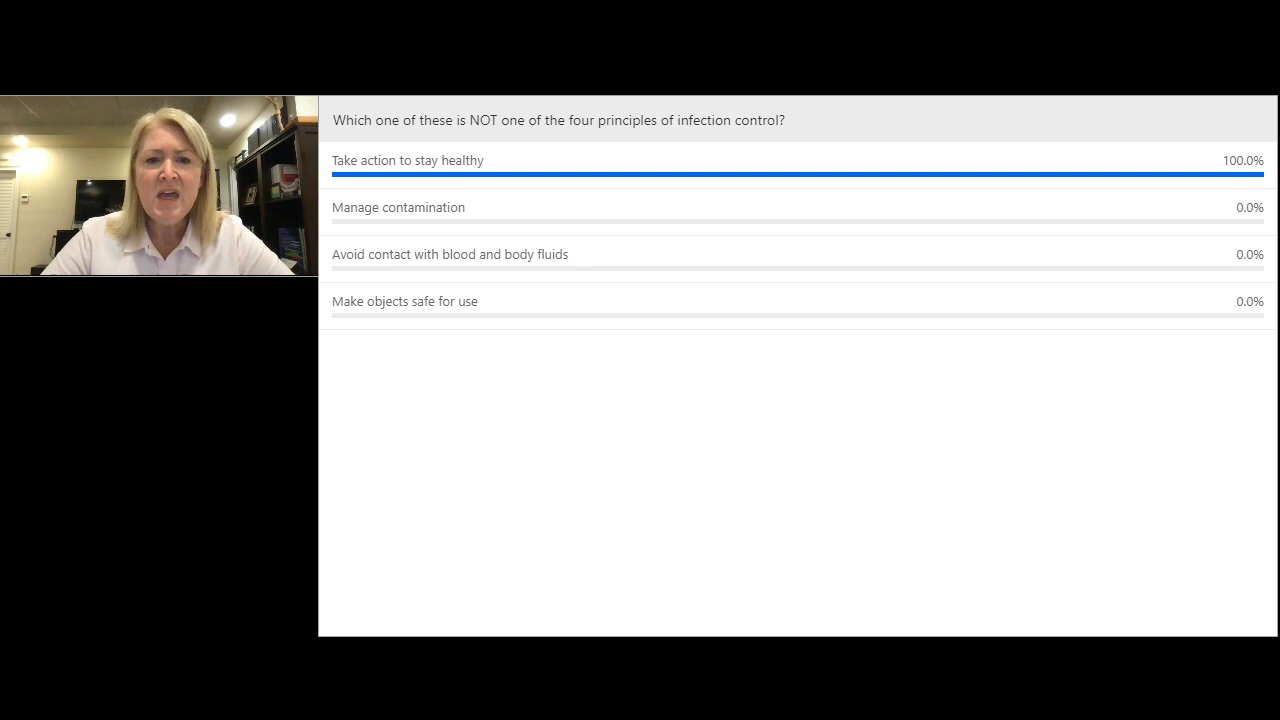 Which one of these is NOT one of the four principles of infection control?
Take action to stay healthy 100.0%
Manage contamination 0.0%
Avoid contact with blood and body fluids 0.0%
Make objects safe for use 0.0%